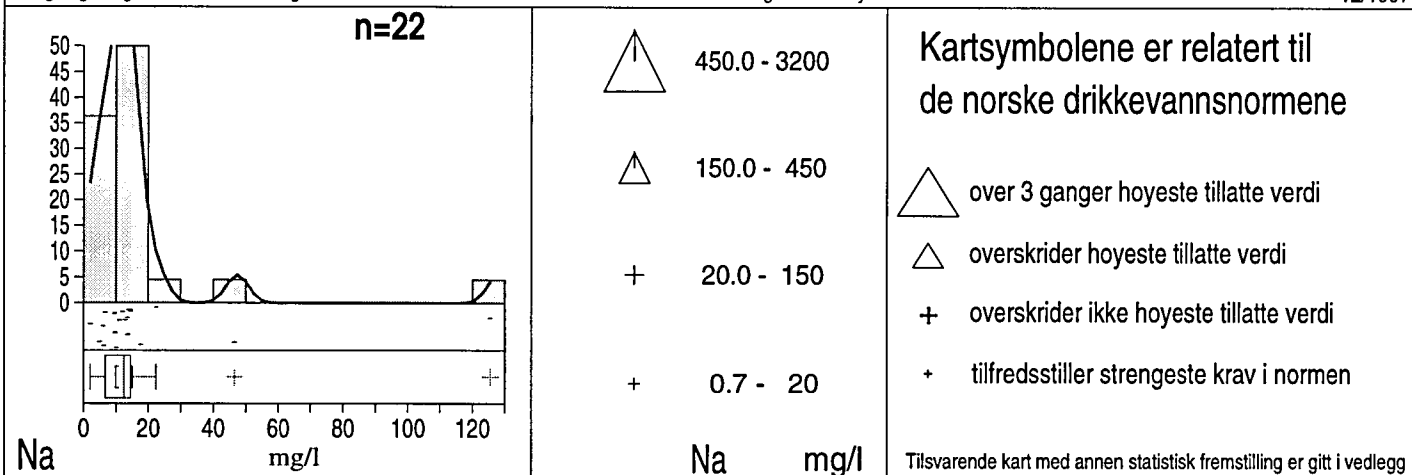 n=22
50
45
40
35
30
25
20
15
10
5
0
0 20 40 60 80 100 120
Na mg/l
450.0 - 3200
150.0 - 450
20.0 - 150
0.7 - 20
Na mg/l
Kartsymbolene er relatert til
de norske drikkevannsnormene
over 3 ganger hoyeste tillatte verdi
overskrider hoyeste tillatte verdi
overskrider ikke hoyeste tillatte verdi
tilfredsstiller strengeste krav i normen
Tilsvarende kart med annen statistisk fremstilling er gitt i vedlegg